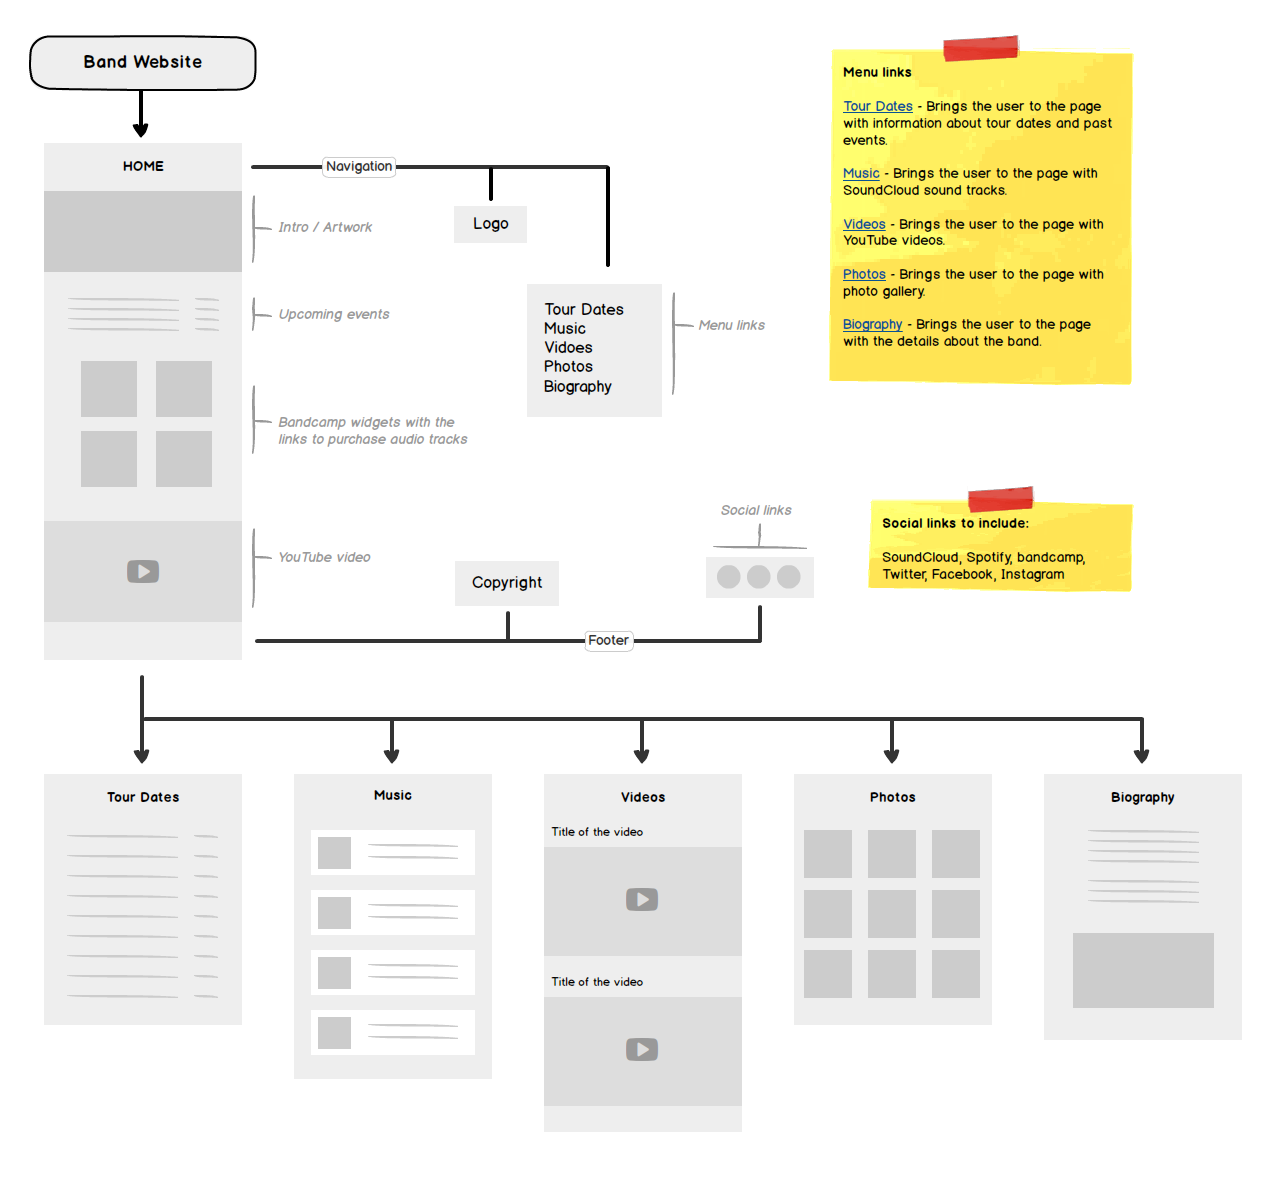 Band Website
HOME
Navigation
Logo
Intro / Artwork
Upcoming events
Tour Dates
Music
Vidoes
Photos
Biography
Menu links
Bandcamp widgets with the
links to purchase audio tracks
Menu links
Tour Dates - Brings the user to the page
with information about tour dates and past
events.
Music - Brings the user to the page with
SoundCloud sound tracks.
Videos - Brings the user to the page with
YouTube videos.
Photos - Brings the user to the page with
photo gallery.
Biography - Brings the user to the page
with the details about the band.
Social links
Social links to include:
SoundCloud, Spotify, bandcamp,
Twitter, Facebook, Instagram
YouTube video
Copyright
Footer
Tour Dates
Music
Videos
Title of the video
Title of the video
Photos
Biography